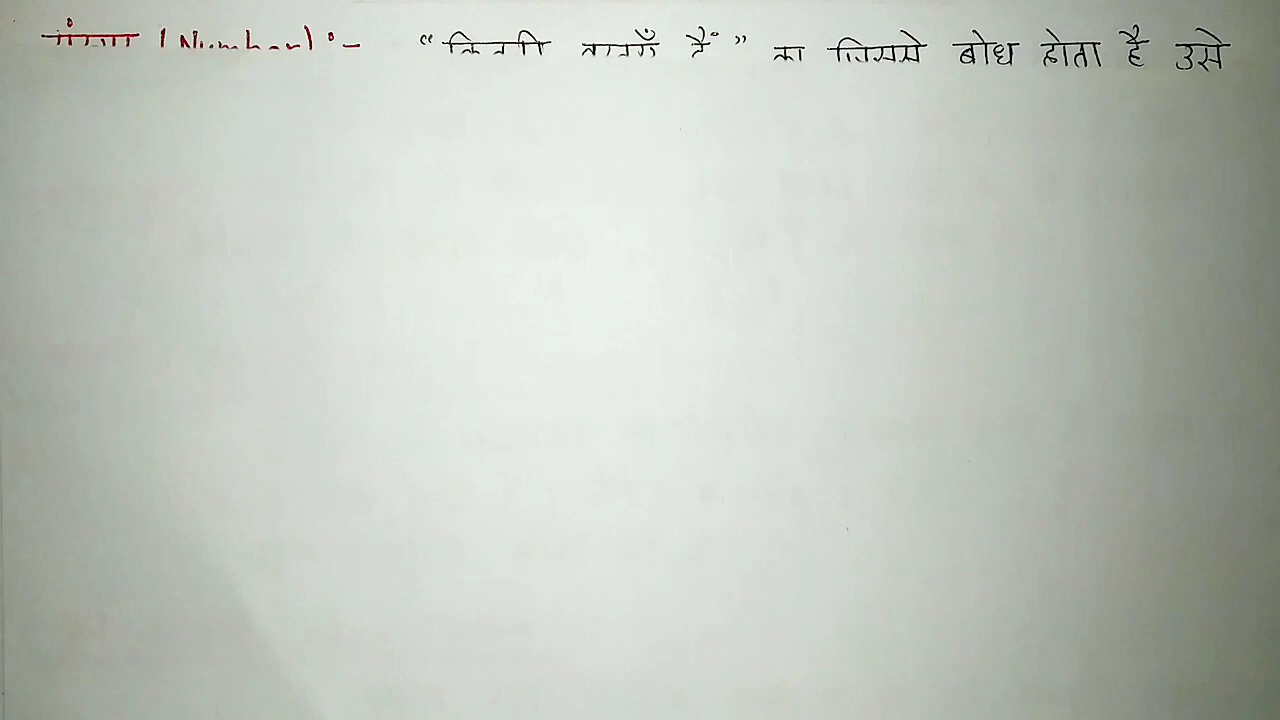 संख्या (Number) :- “कितनी वस्तुएँ हैं” का जिससे बोध होता है उसे